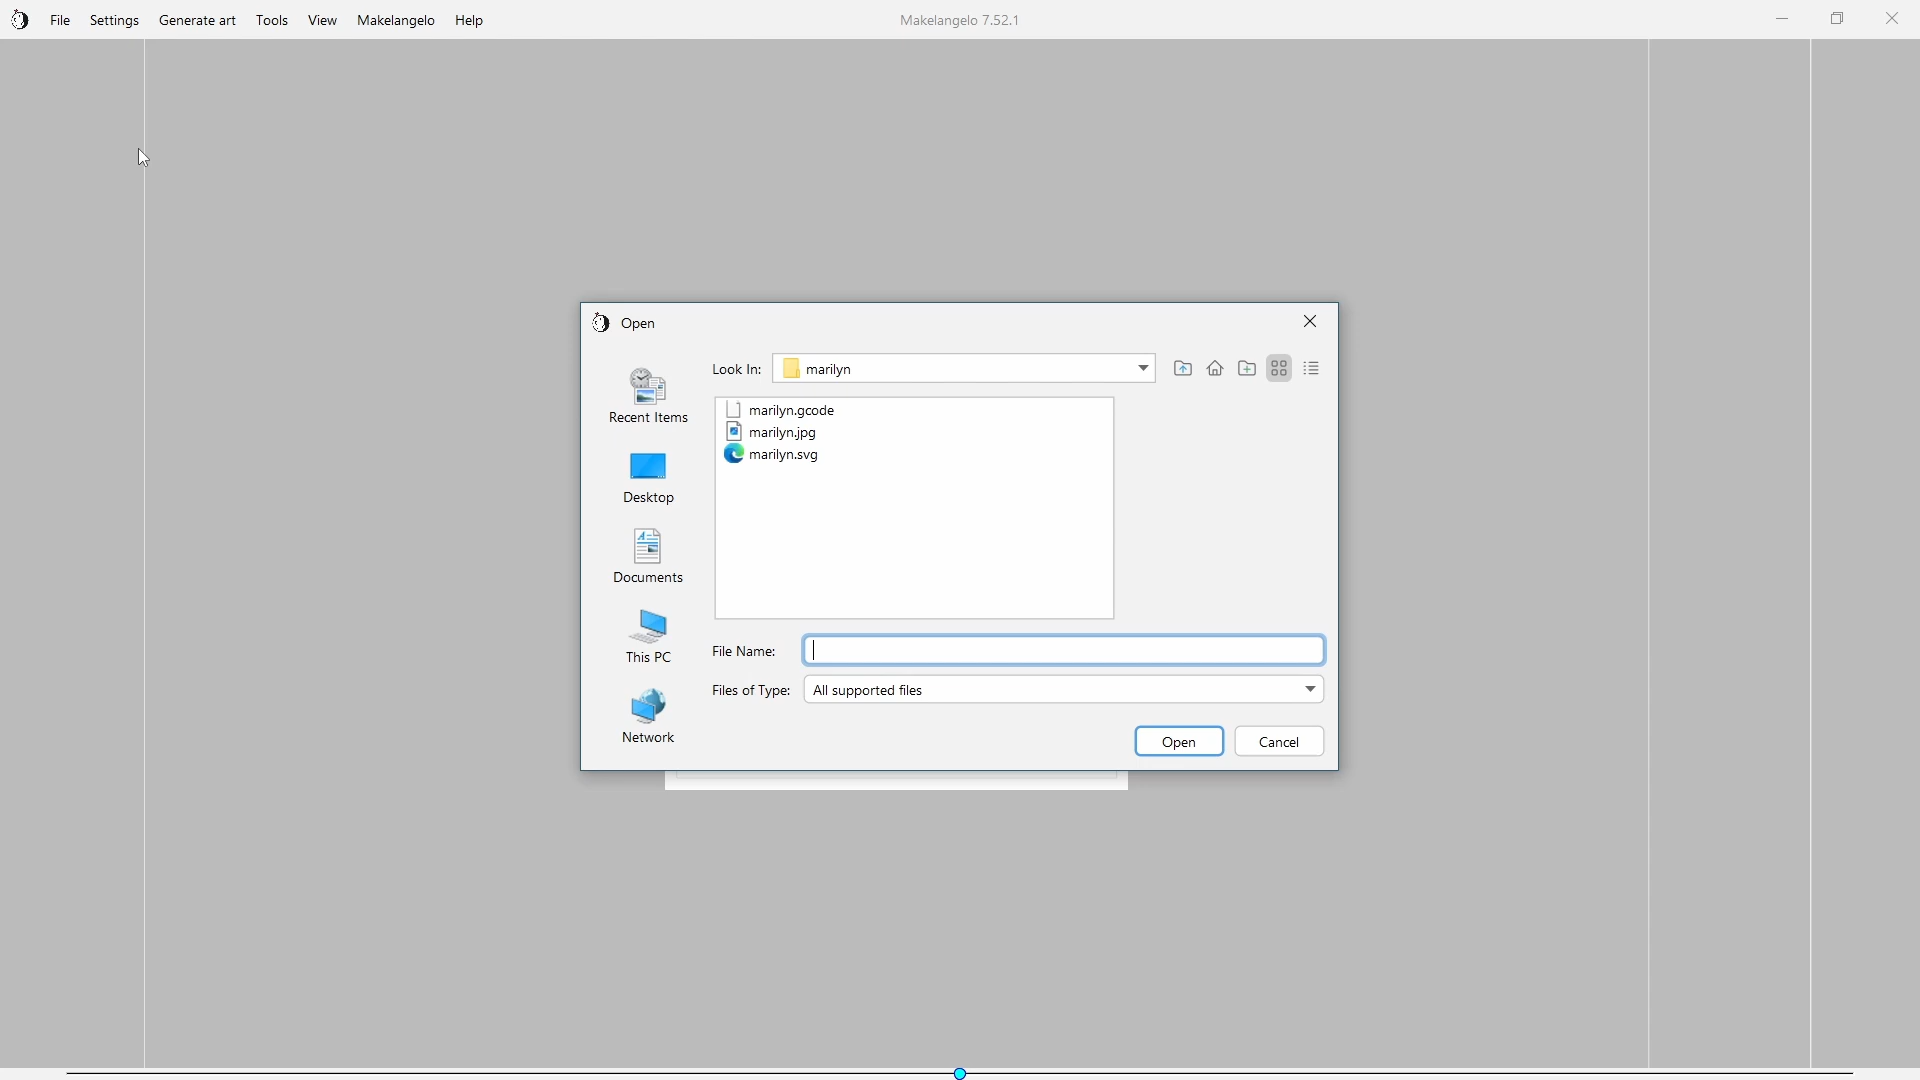 File Settings Generate art Tools View Makelangelo Help Makelangelo 7.52.1
Open
Look In: marilyn
Recent Items
marilyn.gcode
marilyn.jpg
marilyn.svg
Desktop
Documents
This PC
File Name:
Files of Type: All supported files
Network
Open Cancel